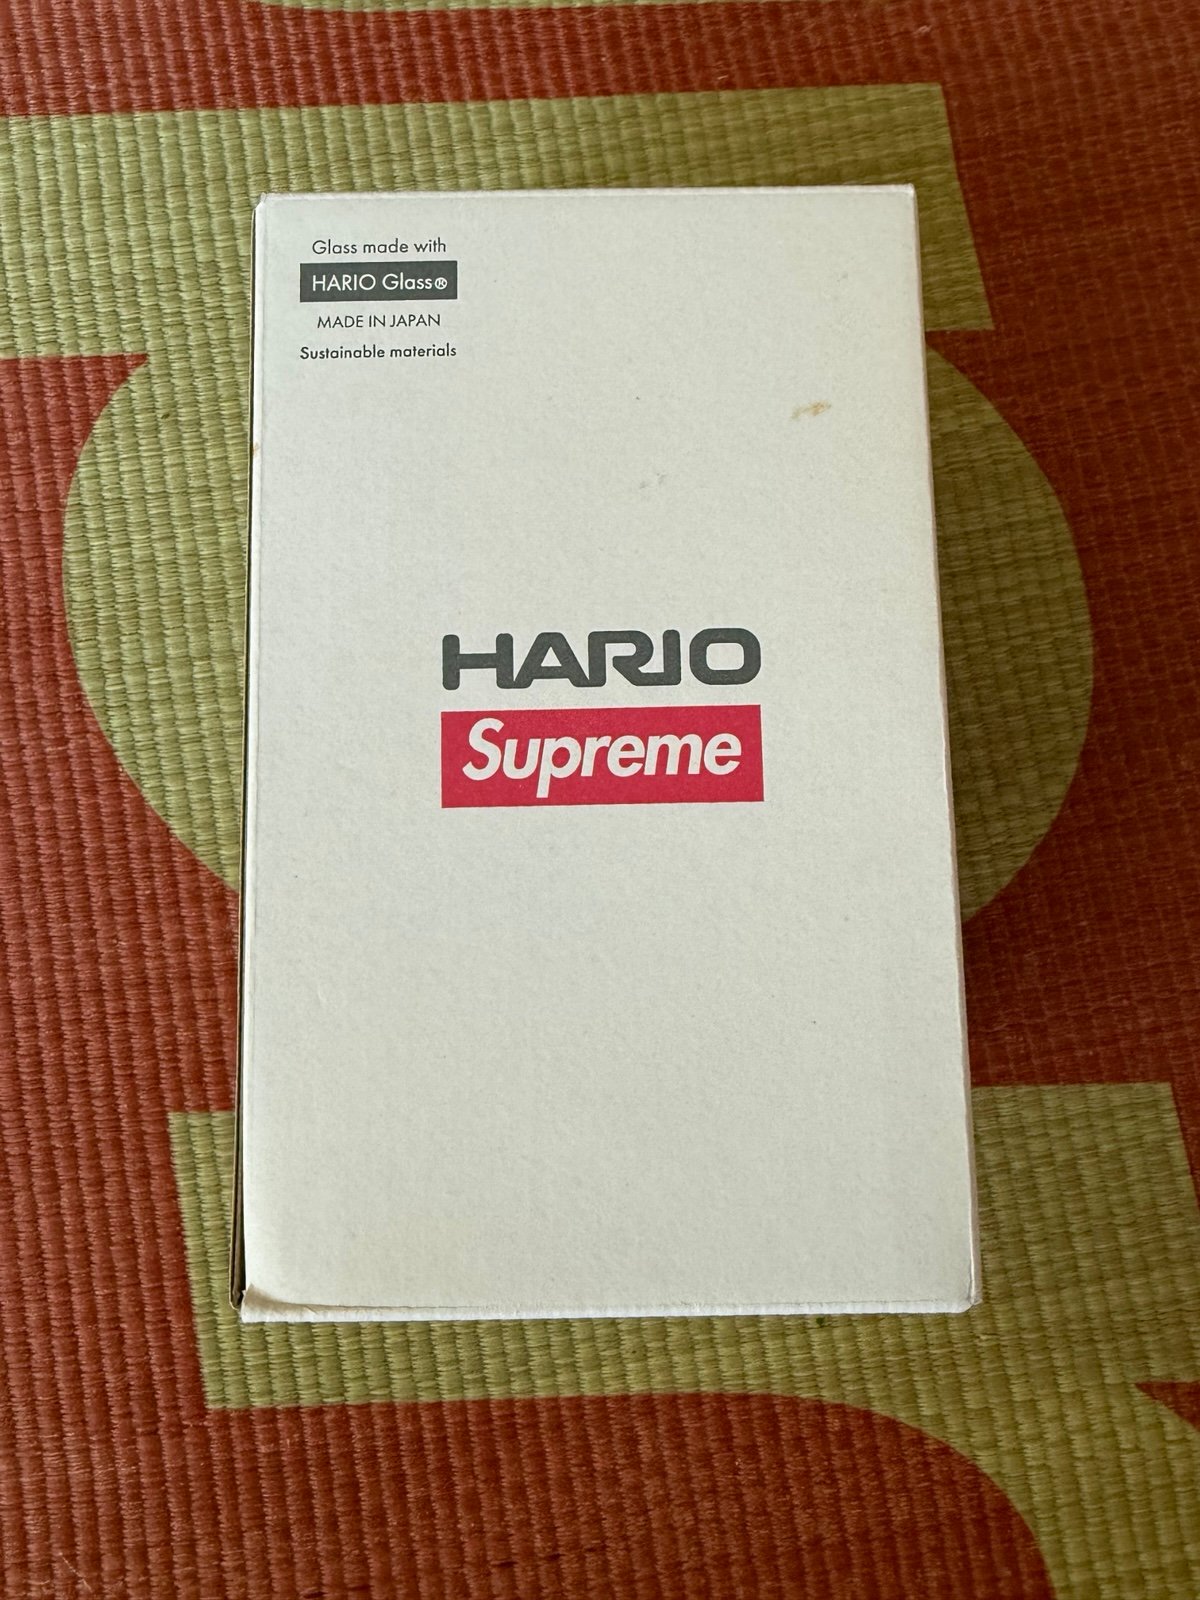 Glass made with
HARIO Glass®
MADE IN JAPAN
Sustainable materials
HARIO
Supreme